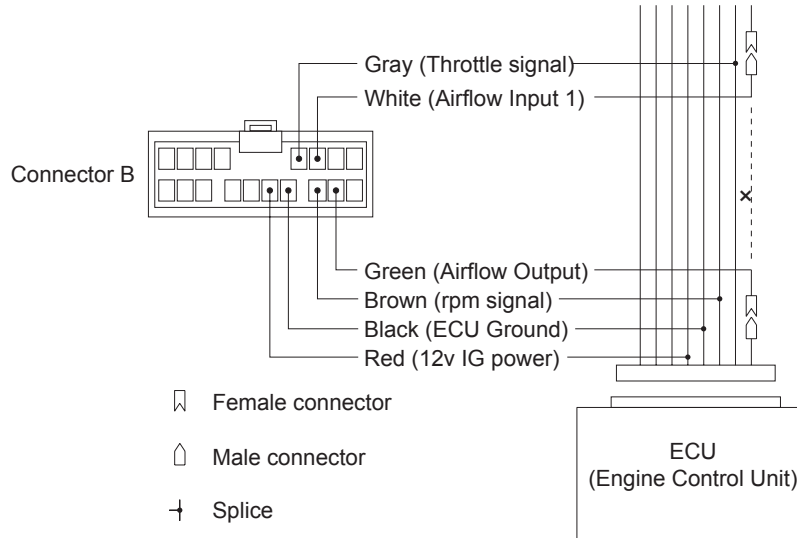 Gray (Throttle signal)
White (Airflow Input 1)
Connector B
Green (Airflow Output)
Brown (rpm signal)
Black (ECU Ground)
Red (12v IG power)
Female connector
Male connector
Splice
ECU
(Engine Control Unit)